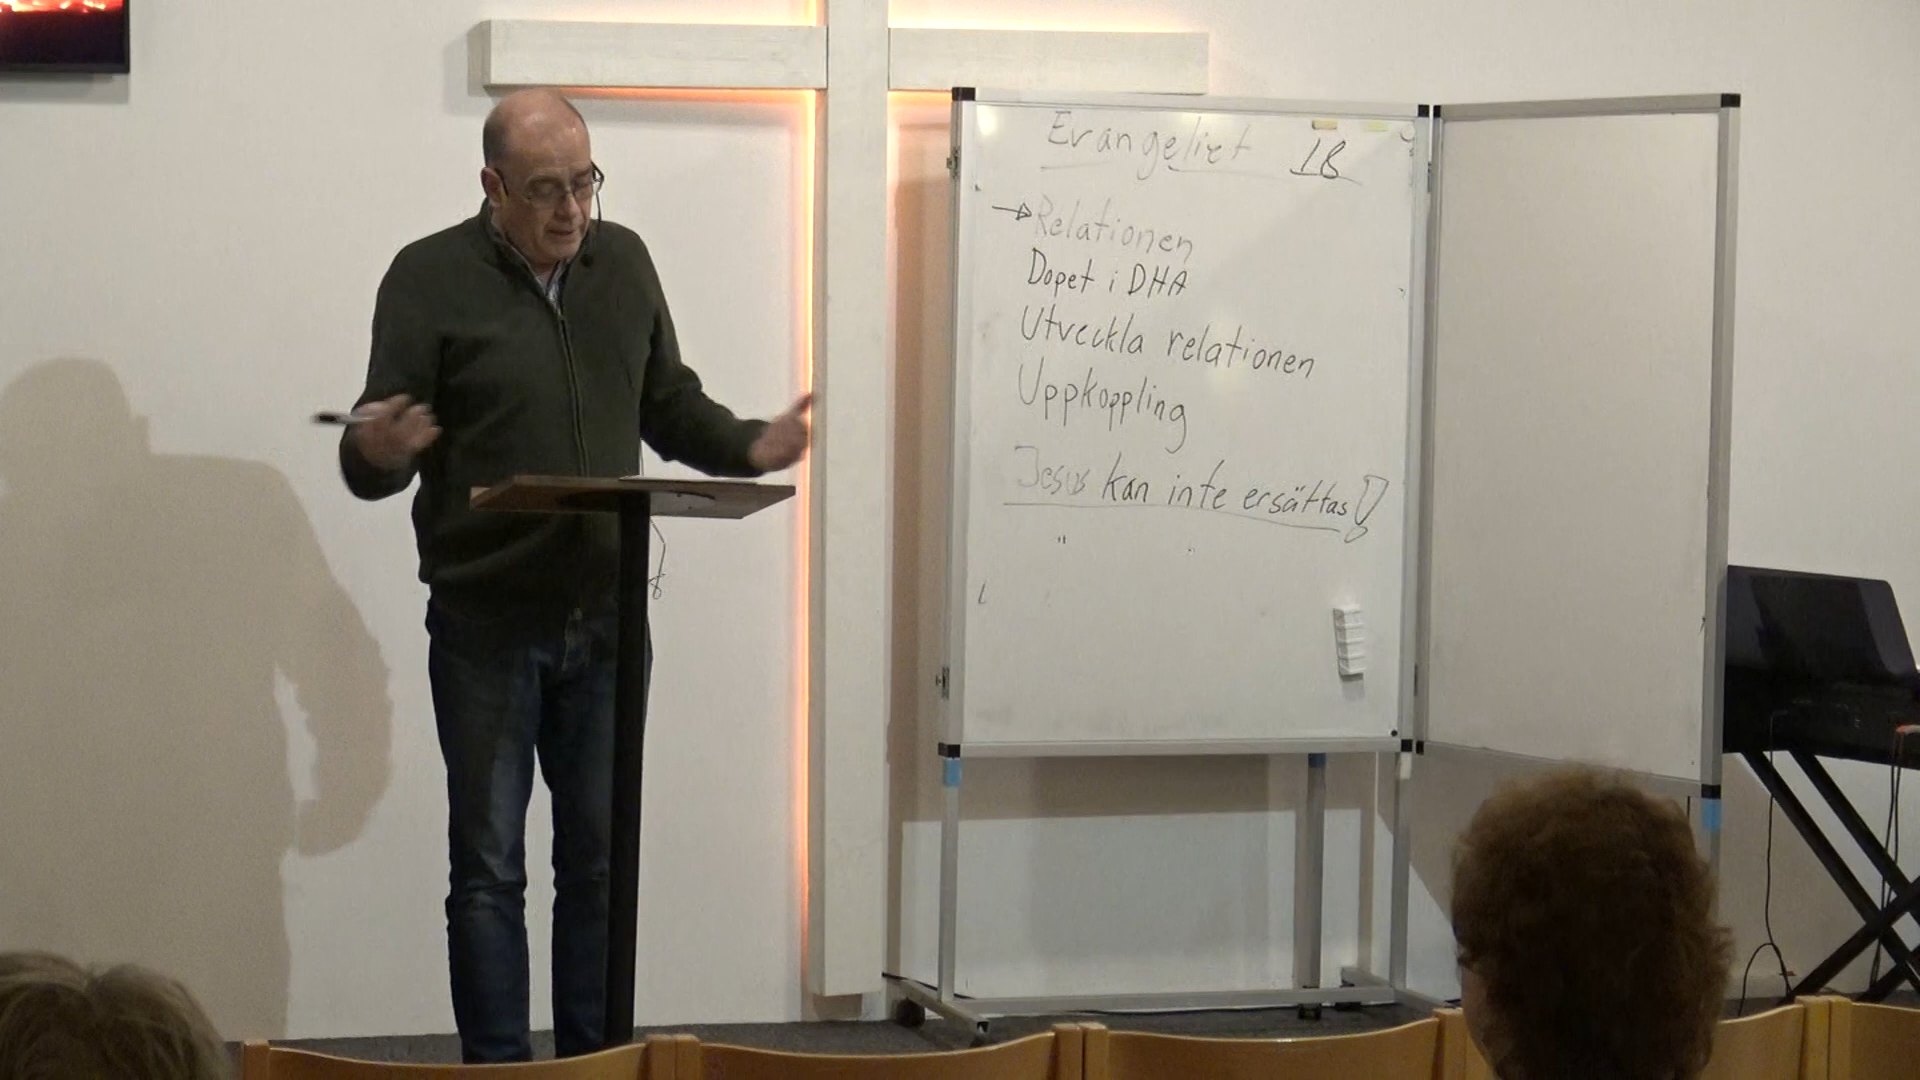 Evangeliet 18
→Relationen
Dopet i DHA
Utveckla relationen
Uppkoppling
Jesus kan inte ersättas!